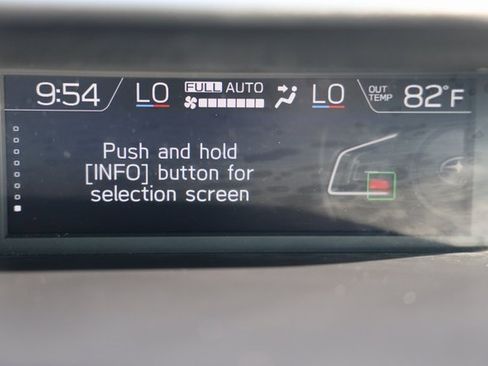 9:54 LO FULL AUTO LO OUT TEMP 82°F
Push and hold
[INFO] button for
selection screen